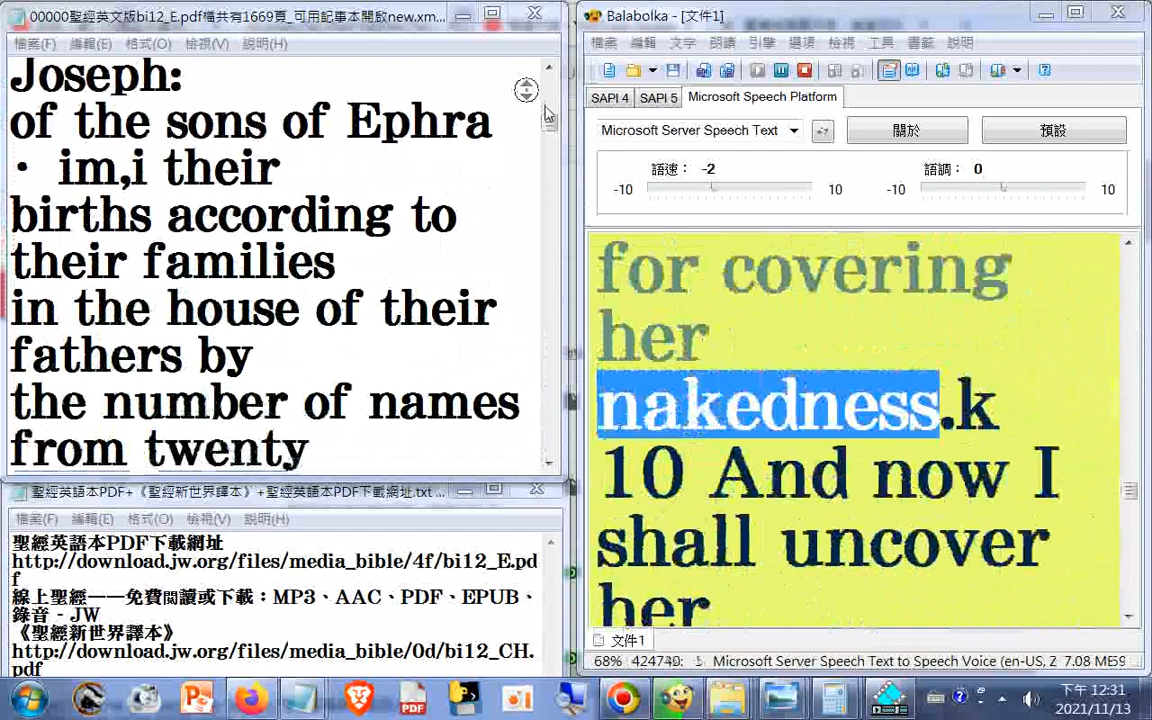 00000聖經英文版bi12_E.pdf檔共有1669頁_可用記事本開啟new.xm...
檔案(F) 編輯(E) 格式(O) 檢視(V) 說明(H)
Joseph:
of the sons of Ephra
· im,i their
births according to
their families
in the house of their
fathers by
the number of names
from twenty
聖經英語本PDF+《聖經新世界譯本》+聖經英語本PDF下載網址.txt ...
檔案(F) 編輯(E) 格式(O) 檢視(V) 說明(H)
聖經英語本PDF下載網址
http://download.jw.org/files/media_bible/4f/bi12_E.pd
f
線上聖經——免費閱讀或下載：MP3、AAC、PDF、EPUB、
錄音 - JW
《聖經新世界譯本》
http://download.jw.org/files/media_bible/0d/bi12_CH.
pdf
Balabolka - [文件1]
檔案 編輯 文字 朗讀 引擎 選項 檢視 工具 書籤 說明
SAPI 4 SAPI 5 Microsoft Speech Platform
Microsoft Server Speech Text 關於 預設
語速： -2 語調： 0
-10 10 -10 10
for covering
her
nakedness.k
10 And now I
shall uncover
her
文件1
68% 424740: Microsoft Server Speech Text to Speech Voice (en-US, Z 7.08 MB
PDF
下午 12:31
2021/11/13